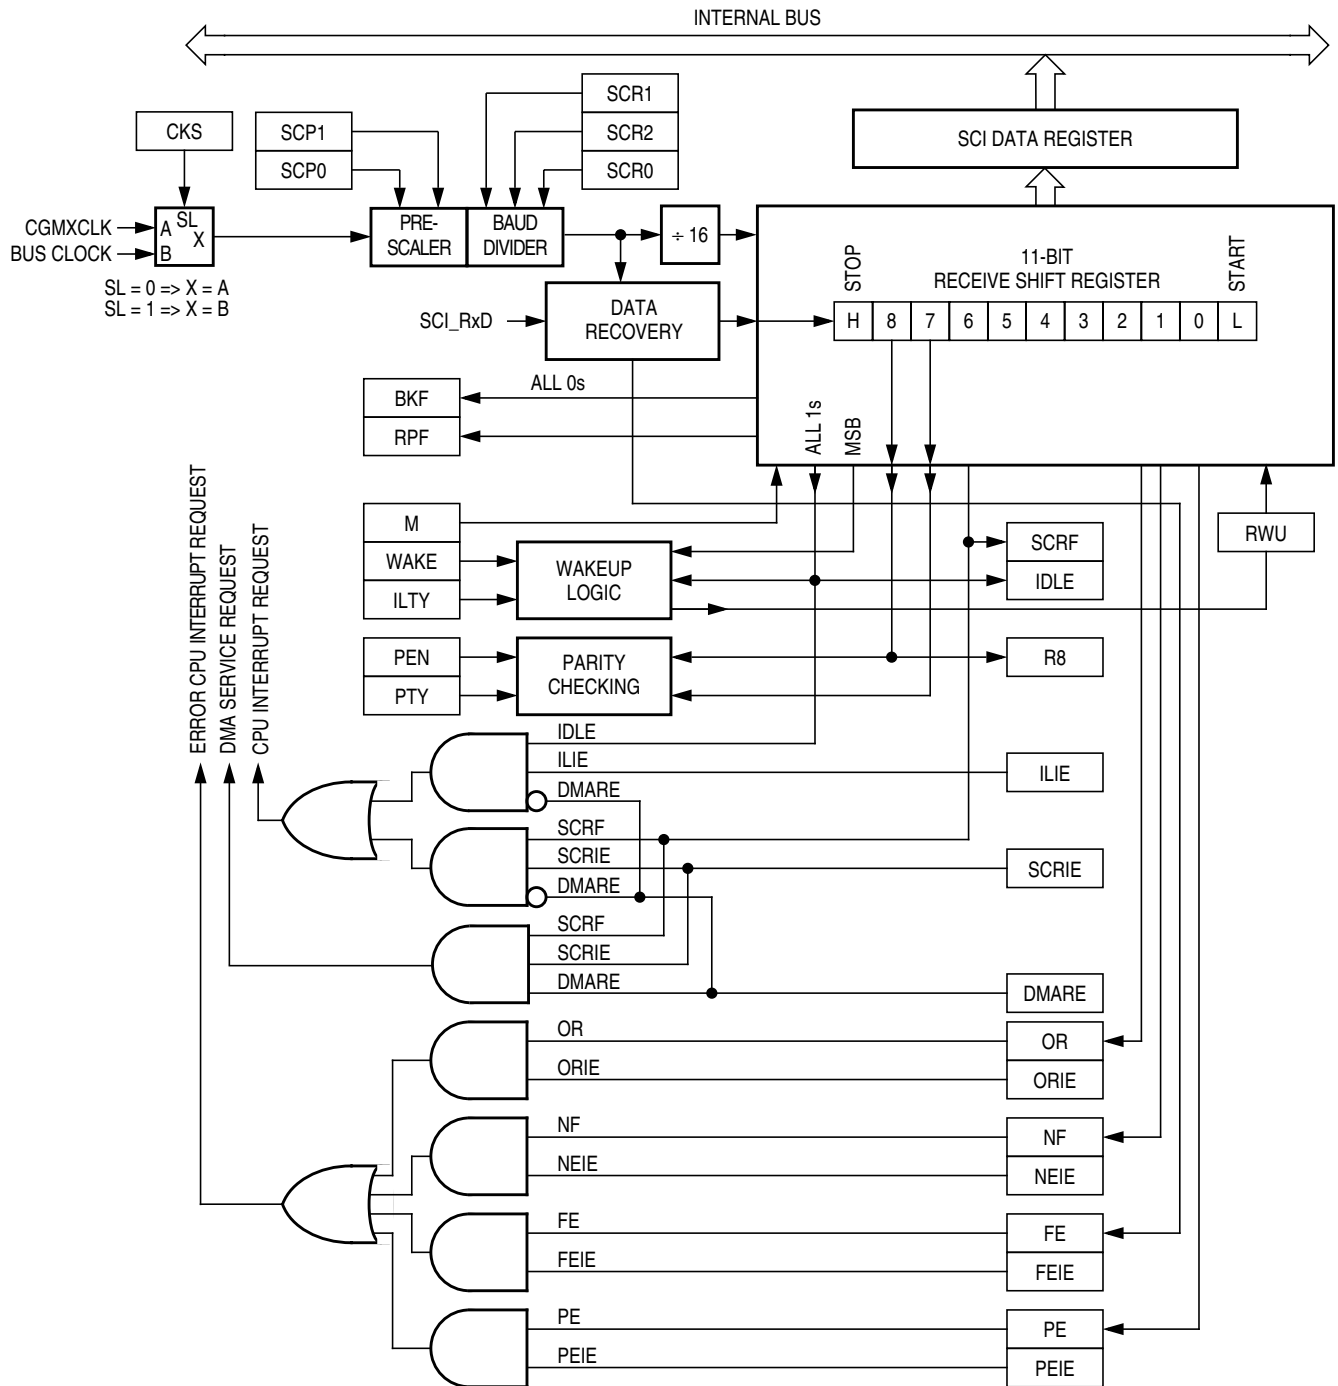 INTERNAL BUS
SCR1
SCR2
SCR0
SCI DATA REGISTER
CKS
SCP1
SCP0
CGMXCLK
BUS CLOCK
A
SL
X
B
SL = 0 => X = A
SL = 1 => X = B
PRE-
SCALER
BAUD
DIVIDER
÷ 16
STOP
11-BIT
RECEIVE SHIFT REGISTER
START
SCI_RxD
DATA
RECOVERY
H 8 7 6 5 4 3 2 1 0 L
ALL 0s
BKF
RPF
ALL 1s
MSB
ERROR CPU INTERRUPT REQUEST
DMA SERVICE REQUEST
CPU INTERRUPT REQUEST
M
WAKE
ILTY
WAKEUP
LOGIC
SCRF
IDLE
RWU
PEN
PTY
PARITY
CHECKING
R8
IDLE
ILIE
DMARE
ILIE
SCRF
SCRIE
DMARE
SCRIE
SCRF
SCRIE
DMARE
DMARE
OR
ORIE
OR
ORIE
NF
NEIE
NF
NEIE
FE
FEIE
FE
FEIE
PE
PEIE
PE
PEIE